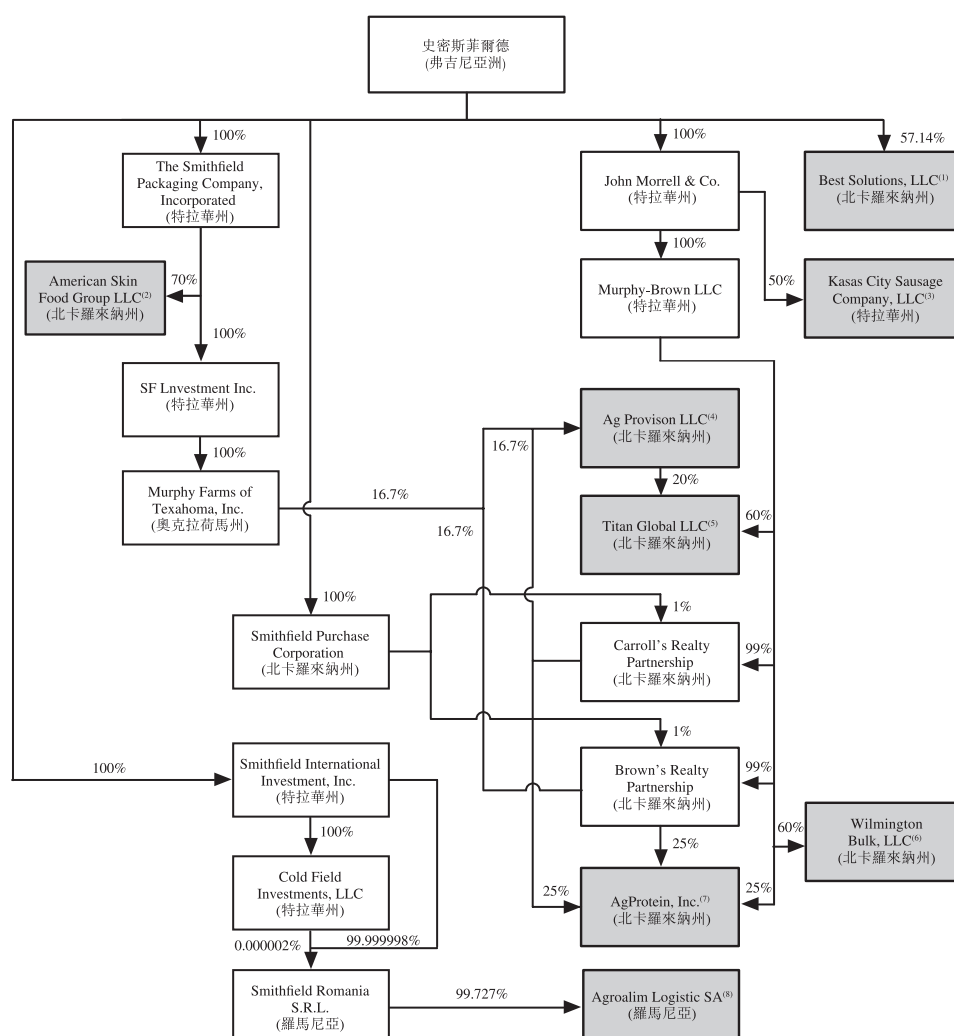 史密斯菲爾德
(弗吉尼亞洲)
100%
100%
57.14%
The Smithfield
Packaging Company,
Incorporated
(特拉華州)
John Morrell & Co.
(特拉華州)
Best Solutions, LLC(1)
(北卡羅來納州)
American Skin
Food Group LLC(2)
(北卡羅來納州)
70%
100%
Murphy-Brown LLC
(特拉華州)
50%
Kasas City Sausage
Company, LLC(3)
(特拉華州)
100%
SF Lnvestment Inc.
(特拉華州)
100%
Ag Provison LLC(4)
(北卡羅來納州)
16.7%
20%
Murphy Farms of
Texahoma, Inc.
(奧克拉荷馬州)
16.7%
16.7%
Titan Global LLC(5)
(北卡羅來納州)
60%
100%
1%
Smithfield Purchase
Corporation
(北卡羅來納州)
Carroll's Realty
Partnership
(北卡羅來納州)
99%
1%
100%
Smithfield International
Investment, Inc.
(特拉華州)
Brown's Realty
Partnership
(北卡羅來納州)
99%
100%
25%
60%
Wilmington
Bulk, LLC(6)
(北卡羅來納州)
Cold Field
Investments, LLC
(特拉華州)
25%
AgProtein, Inc.(7)
(北卡羅來納州)
25%
0.000002%
99.999998%
Smithfield Romania
S.R.L.
(羅馬尼亞)
99.727%
Agroalim Logistic SA(8)
(羅馬尼亞)